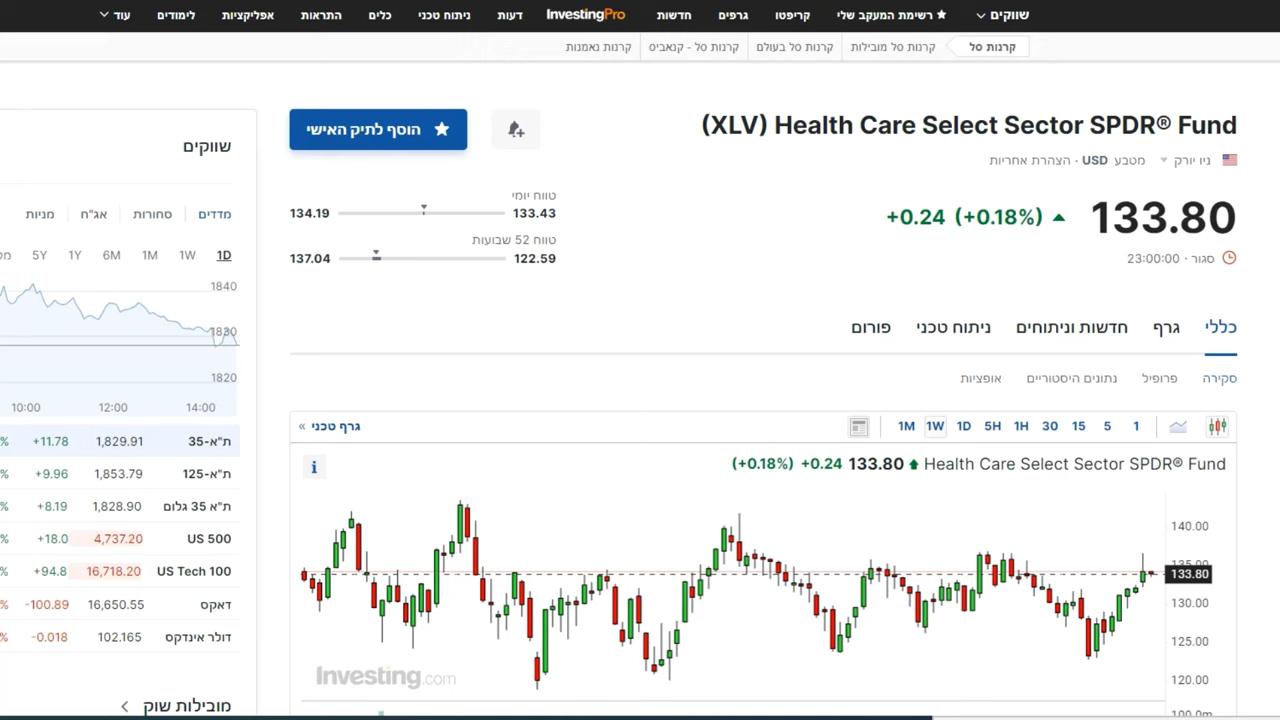 שווקים
★ רשימת המעקב שלי
קריפטו
גרפים
חדשות
InvestingPro
דעות
ניתוח טכני
כלים
התראות
אפליקציות
לימודים
עוד
קרנות סל
קרנות סל מובילות
קרנות סל בעולם
קרנות סל - קנאביס
קרנות נאמנות
Health Care Select Sector SPDR® Fund (XLV)
ניו יורק
מטבע USD · הצהרת אחריות
הוסף לתיק האישי
133.80
+0.24 (+0.18%)
סגור · 23:00:00
טווח יומי
133.43 134.19
טווח 52 שבועות
122.59 137.04
כללי
גרף
חדשות וניתוחים
ניתוח טכני
פורום
סקירה
פרופיל
נתונים היסטוריים
אופציות
1 5 15 30 1H 5H 1D 1W 1M
גרף טכני »
Health Care Select Sector SPDR® Fund 133.80 +0.24 (+0.18%)
i
140.00
135.00
133.80
130.00
125.00
120.00
100.0m
Investing.com
שווקים
מדדים
סחורות
אג"ח
מניות
1D 1W 1M 6M 1Y 5Y
1840
1830
1820
10:00 12:00 14:00
ת"א-35 1,829.91 +11.78 %
ת"א-125 1,853.79 +9.96 %
ת"א 35 גלום 1,828.90 +8.19 %
US 500 4,737.20 +18.0 %
US Tech 100 16,718.20 +94.8 %
דאקס 16,650.55 -100.89 %
דולר אינדקס 102.165 -0.018 %
מובילות שוק